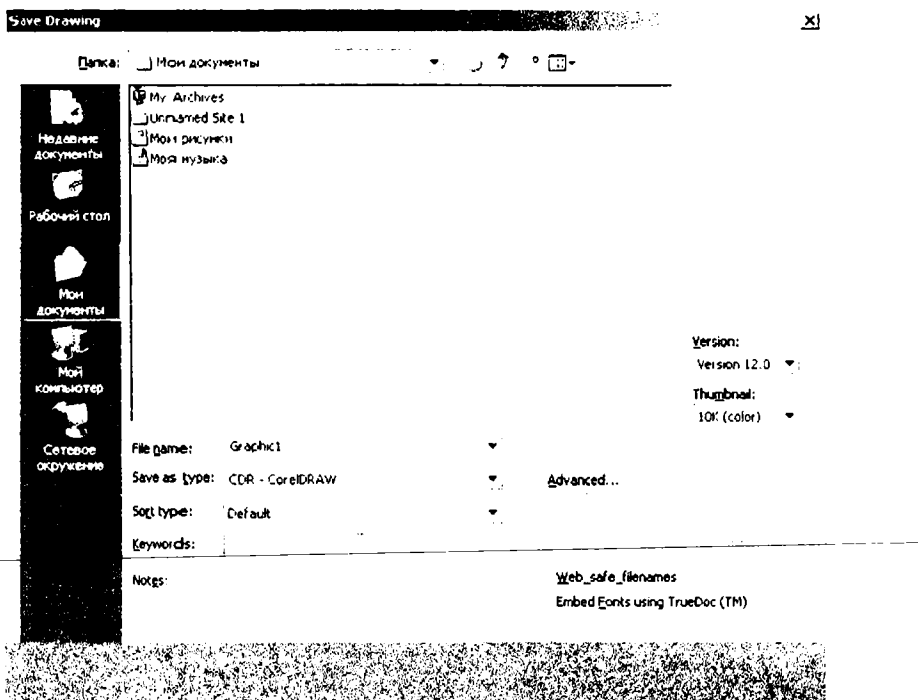 Save Drawing
Папка: Мои документы
My Archives
Unnamed Site 1
Мои рисунки
Моя музыка
Недавние
документы
Рабочий стол
Мои
документы
Мой
компьютер
Сетевое
окружение
Version:
Version 12.0
Thumbnail:
10K (color)
File name: Graphic1
Save as type: CDR - CorelDRAW
Advanced...
Sort type: Default
Keywords:
Notes:
Web_safe_filenames
Embed Fonts using TrueDoc (TM)